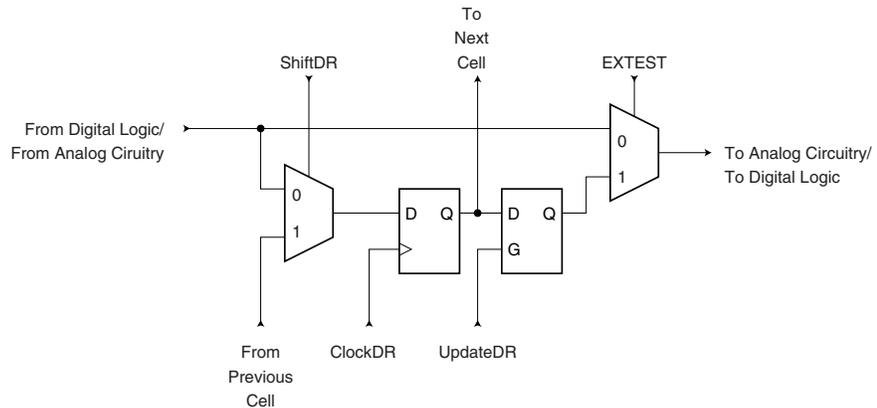 To
Next
Cell
ShiftDR
EXTEST
From Digital Logic/
From Analog Ciruitry
0
1
D Q
D Q
G
0
1
To Analog Circuitry/
To Digital Logic
From
Previous
Cell
ClockDR
UpdateDR